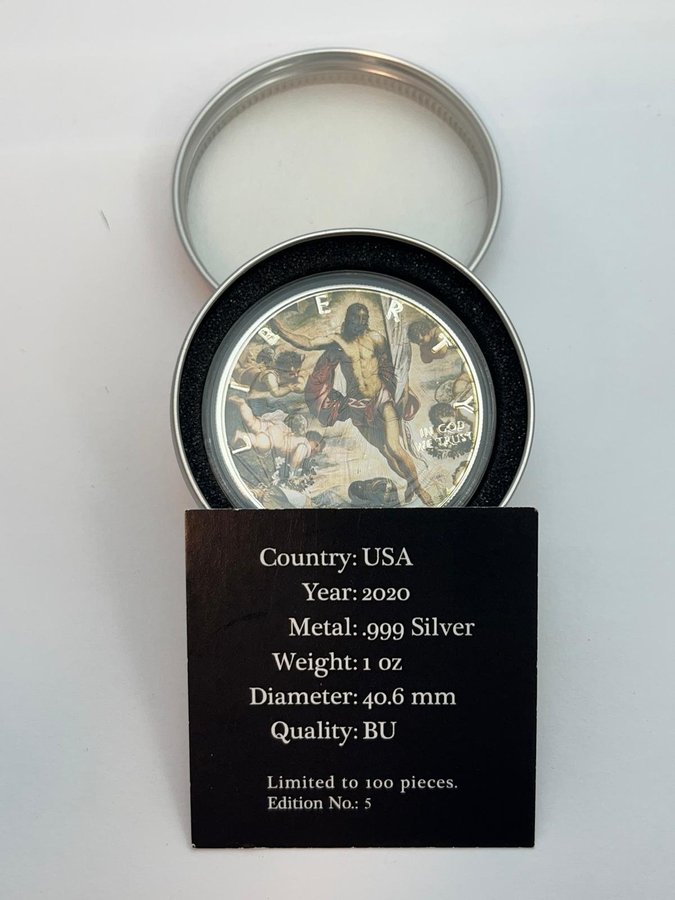 LIBERTY
IN GOD
WE TRUST
Country: USA
Year: 2020
Metal: .999 Silver
Weight: 1 oz
Diameter: 40.6 mm
Quality: BU
Limited to 100 pieces.
Edition No.: 5